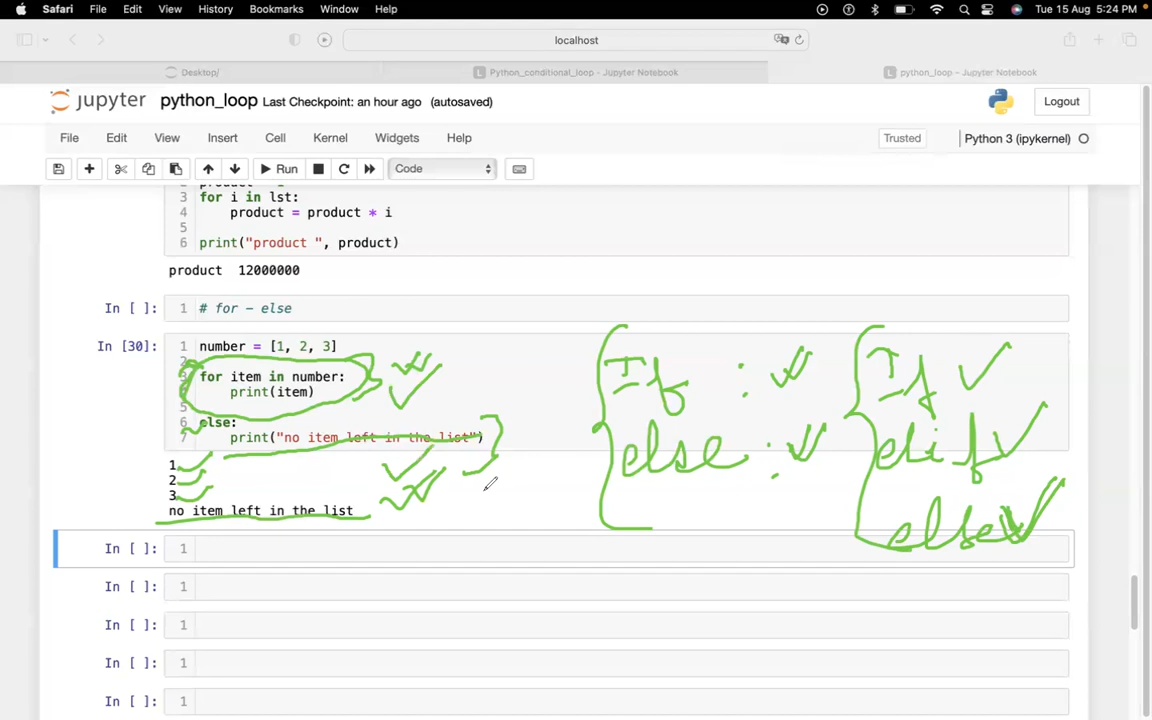 Safari File Edit View History Bookmarks Window Help Tue 15 Aug 5:24 PM
localhost
Desktop/ Python_conditional_loop - Jupyter Notebook python_loop - Jupyter Notebook
jupyter python_loop Last Checkpoint: an hour ago (autosaved) Logout
File Edit View Insert Cell Kernel Widgets Help Trusted Python 3 (ipykernel)
Run Code
3 for i in lst:
4 product = product * i
5
6 print("product ", product)
product 12000000
In [ ]: 1 # for - else
In [30]: 1 number = [1, 2, 3]
2
3 for item in number:
print(item)
5
6 else:
7 print("no item left in the list")
1
2
3
no item left in the list
If :
else :
If
elif
else
In [ ]: 1
In [ ]: 1
In [ ]: 1
In [ ]: 1
In [ ]: 1